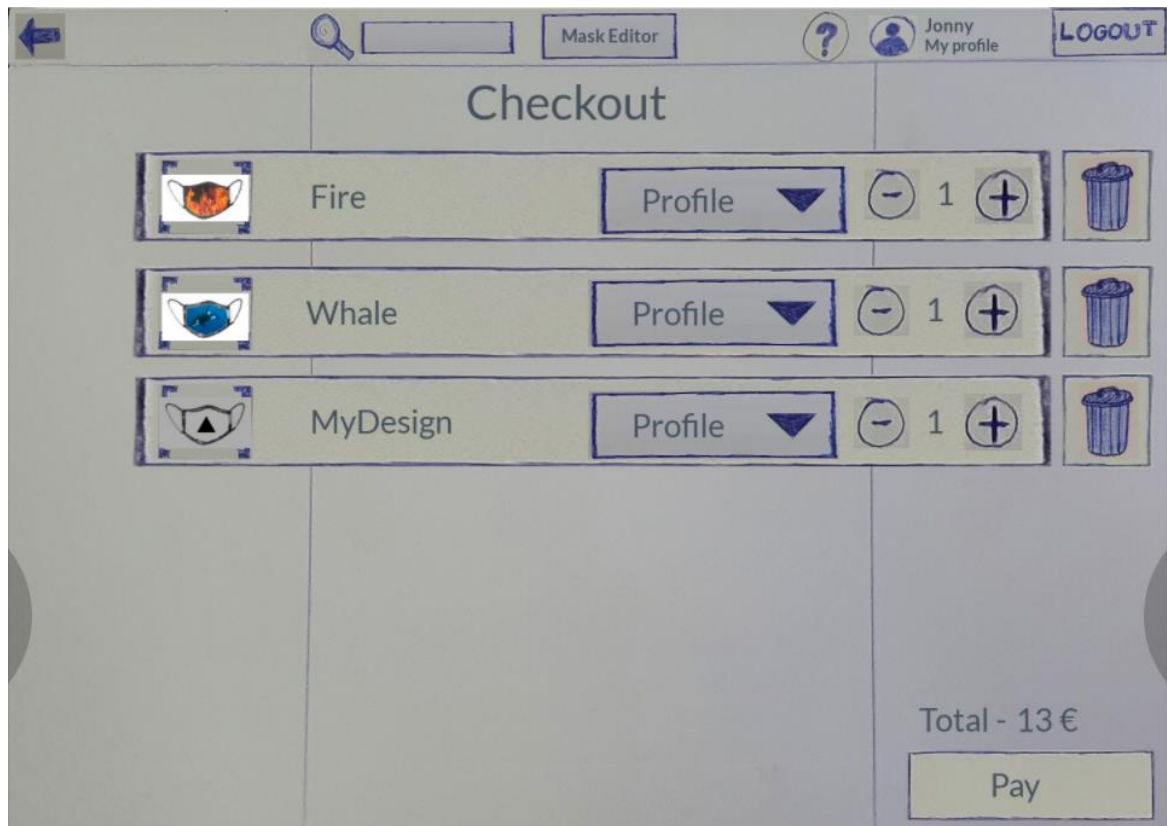 Mask Editor
?
Jonny
My profile
LOGOUT
Checkout
Fire
Profile
- 1 +
Whale
Profile
- 1 +
MyDesign
Profile
- 1 +
Total - 13 €
Pay